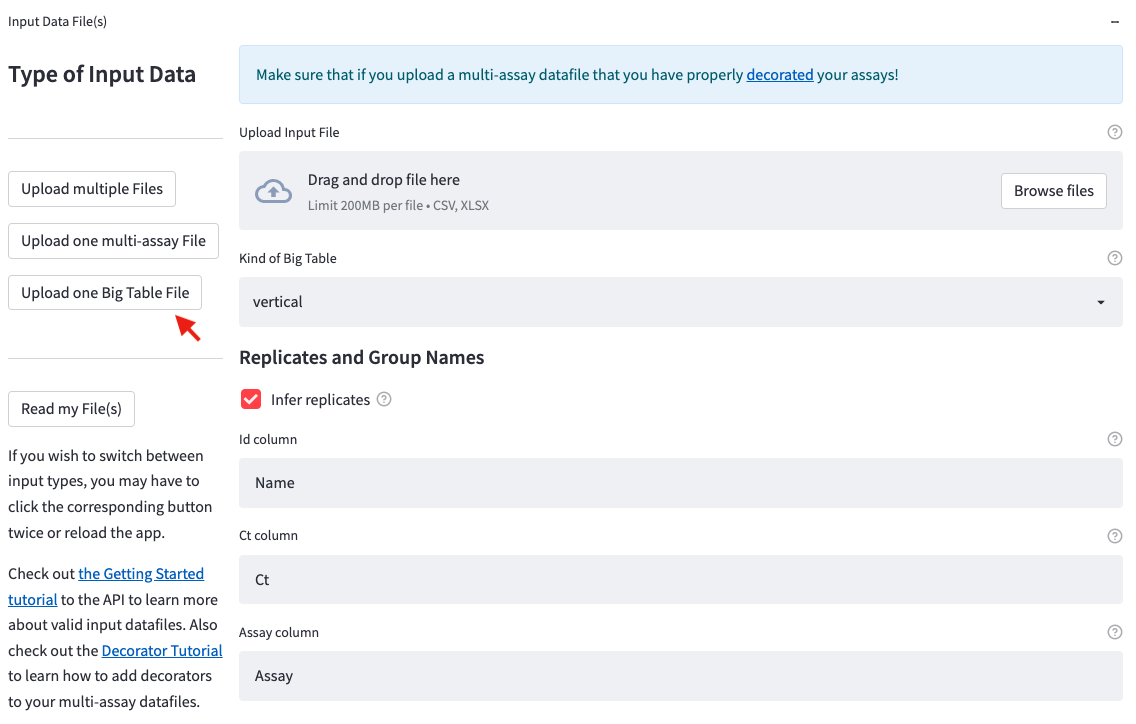 Input Data File(s)
Type of Input Data
Upload multiple Files
Upload one multi-assay File
Upload one Big Table File
Read my File(s)
If you wish to switch between
input types, you may have to
click the corresponding button
twice or reload the app.
Check out the Getting Started
tutorial to the API to learn more
about valid input datafiles. Also
check out the Decorator Tutorial
to learn how to add decorators
to your multi-assay datafiles.
Make sure that if you upload a multi-assay datafile that you have properly decorated your assays!
Upload Input File
Drag and drop file here
Limit 200MB per file • CSV, XLSX
Browse files
Kind of Big Table
vertical
Replicates and Group Names
Infer replicates
Id column
Name
Ct column
Ct
Assay column
Assay